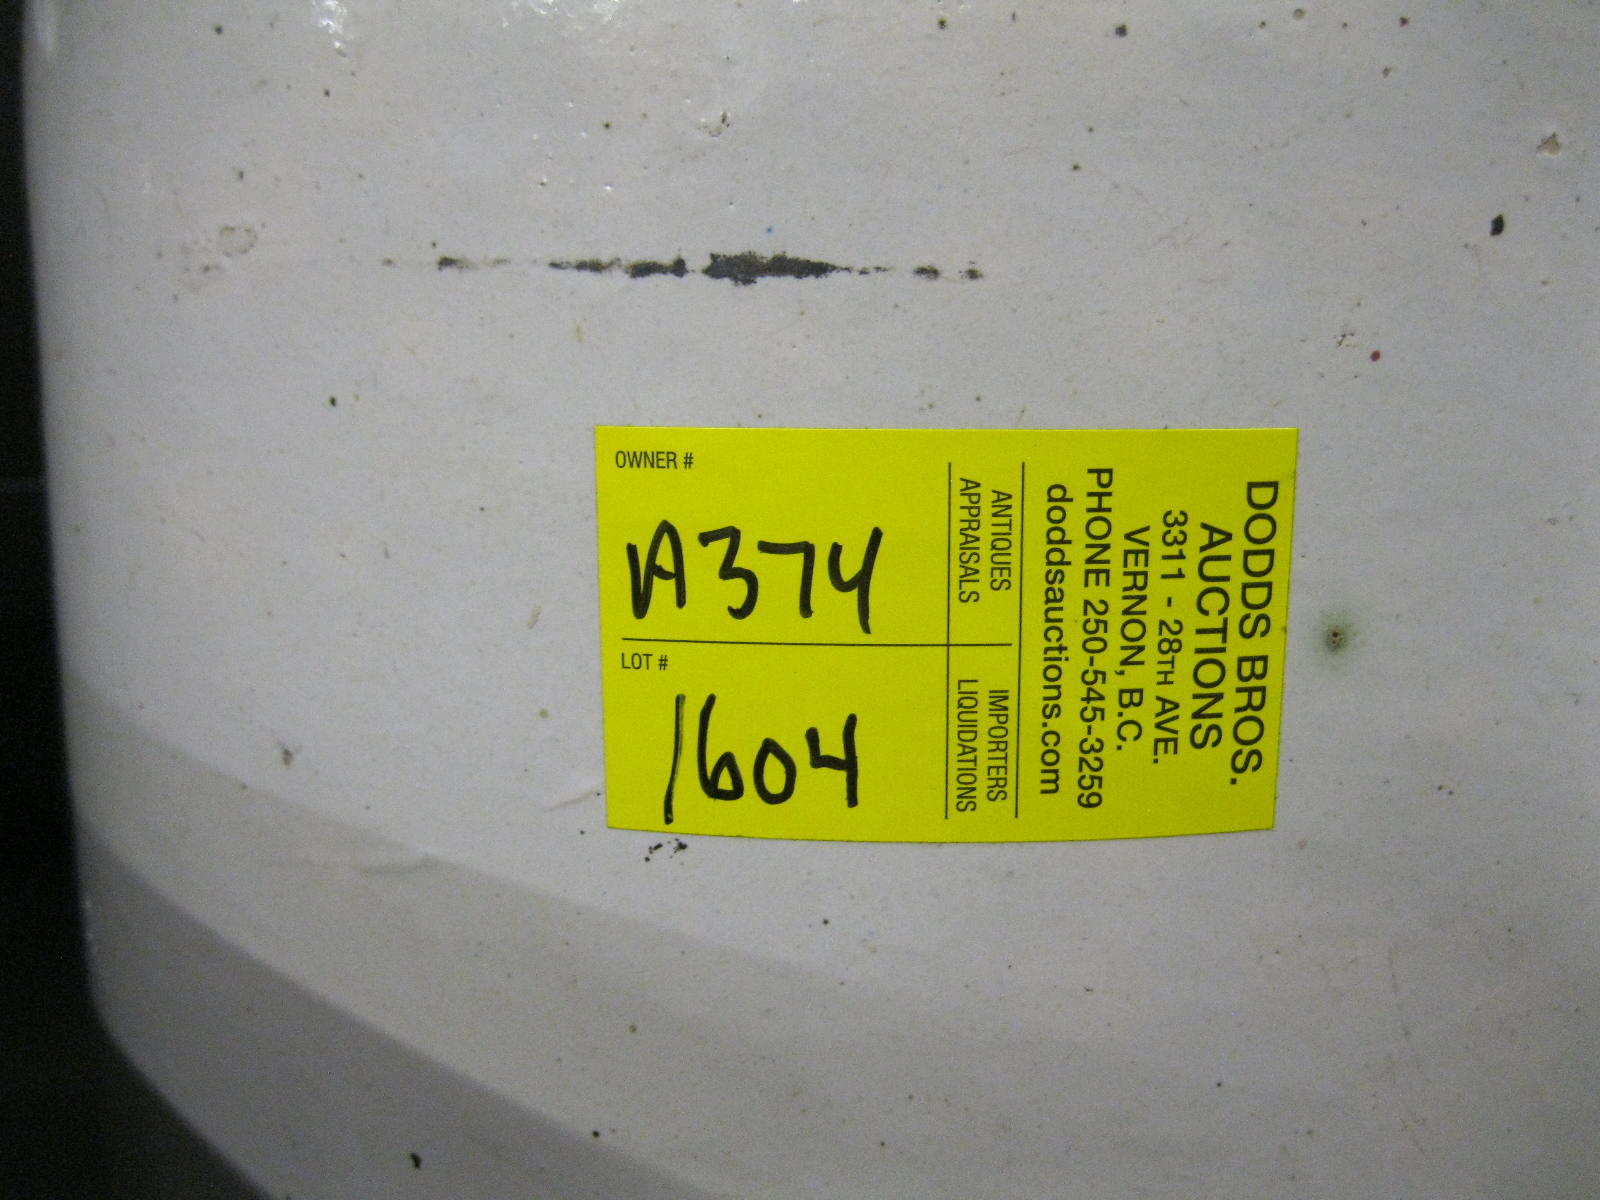 OWNER #
A374
LOT #
1604
ANTIQUES
APPRAISALS
IMPORTERS
LIQUIDATIONS
DODDS BROS.
AUCTIONS
3311 - 28TH AVE.
VERNON, B.C.
PHONE 250-545-3259
doddsauctions.com